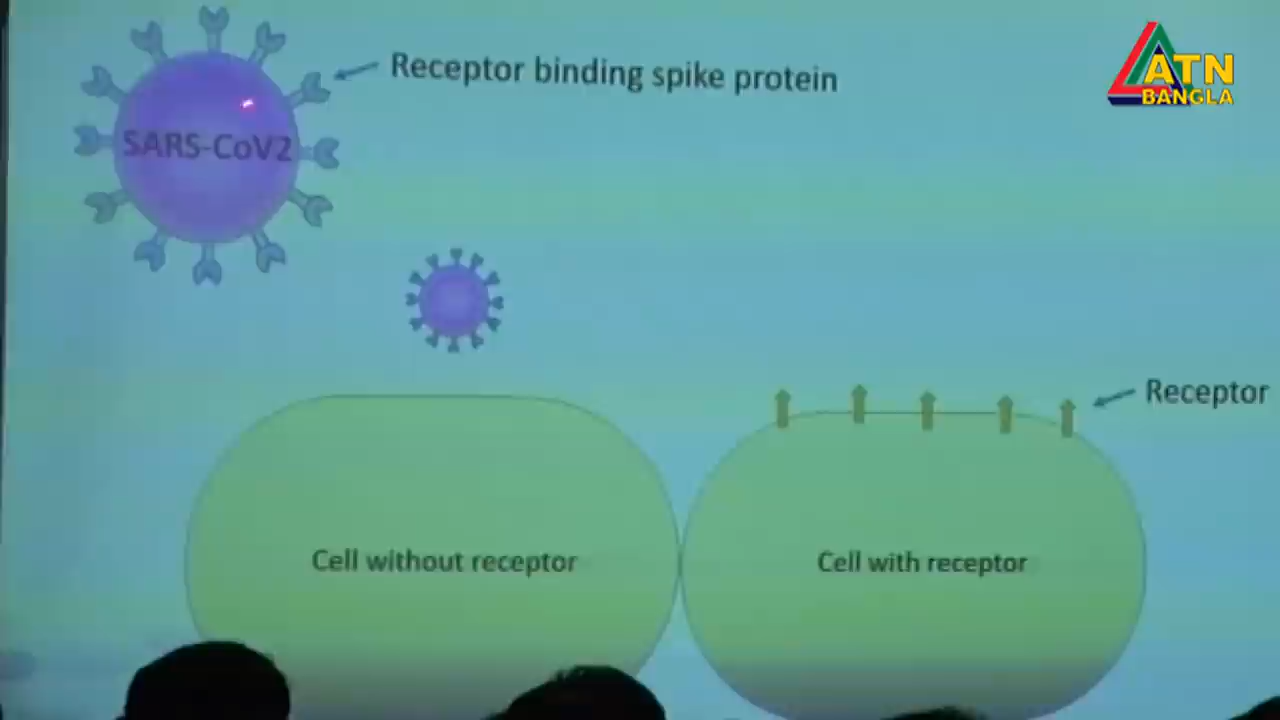 Receptor binding spike protein
SARS-CoV2
ATN
BANGLA
Receptor
Cell without receptor
Cell with receptor